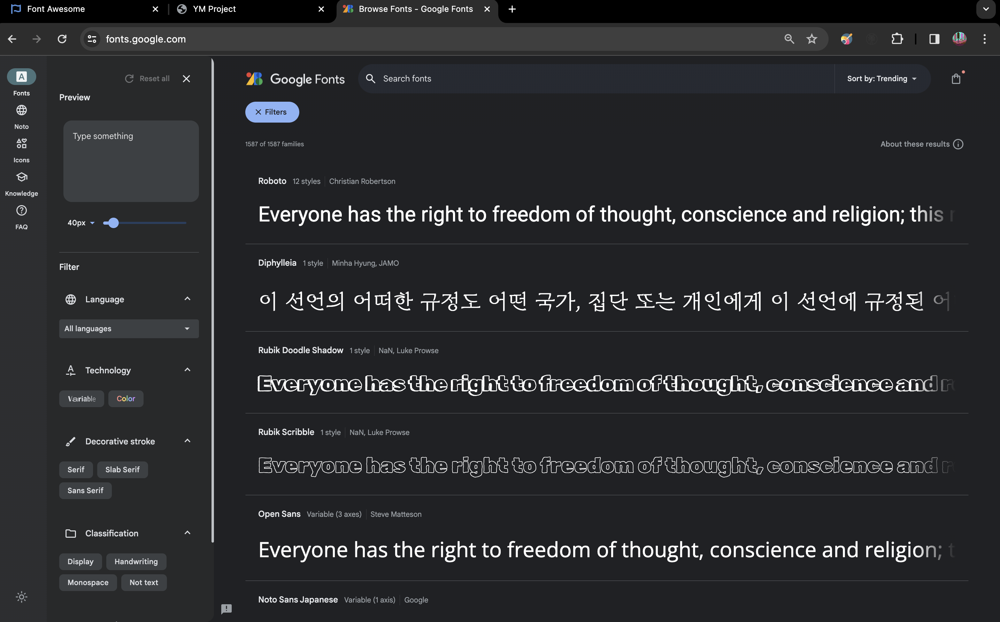 Font Awesome
YM Project
Browse Fonts - Google Fonts
fonts.google.com
Fonts
Noto
Icons
Knowledge
FAQ
Reset all
Preview
Type something
40px
Filter
Language
All languages
Technology
Variable
Color
Decorative stroke
Serif
Slab Serif
Sans Serif
Classification
Display
Handwriting
Monospace
Not text
Google Fonts
Search fonts
Sort by: Trending
Filters
1587 of 1587 families
About these results
Roboto 12 styles Christian Robertson
Everyone has the right to freedom of thought, conscience and religion; this
Diphylleia 1 style Minha Hyung, JAMO
이 선언의 어떠한 규정도 어떤 국가, 집단 또는 개인에게 이 선언에 규정된 어
Rubik Doodle Shadow 1 style NaN, Luke Prowse
Everyone has the right to freedom of thought, conscience and
Rubik Scribble 1 style NaN, Luke Prowse
Everyone has the right to freedom of thought, conscience and
Open Sans Variable (3 axes) Steve Matteson
Everyone has the right to freedom of thought, conscience and religion;
Noto Sans Japanese Variable (1 axis) Google